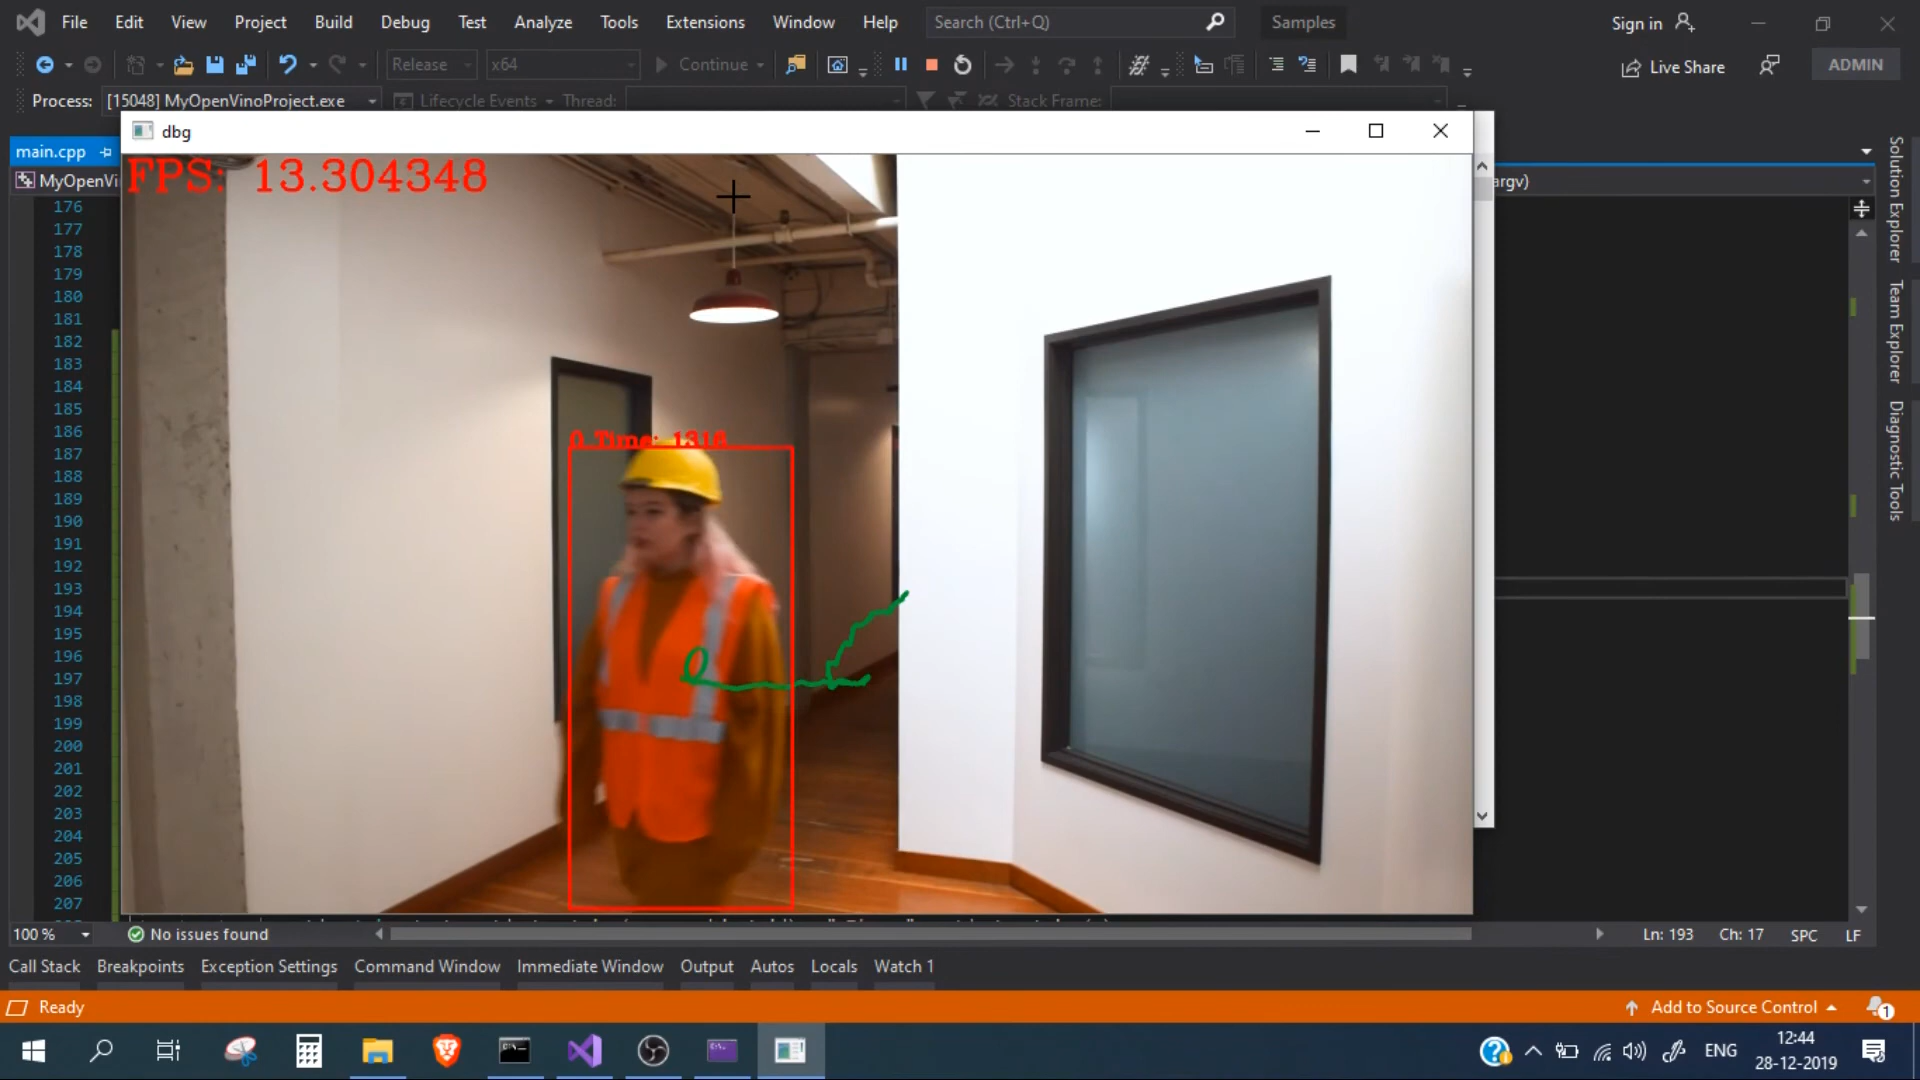 File Edit View Project Build Debug Test Analyze Tools Extensions Window Help Search (Ctrl+Q) Samples Sign in
Release x64 Continue Live Share ADMIN
Process: [15048] MyOpenVinoProject.exe Lifecycle Events Thread: Stack Frame:
dbg
main.cpp
FPS: 13.304348
MyOpenVi
argv)
176
177
178
179
180
181
182
183
184
185
186
187
188
189
190
191
192
193
194
195
196
197
198
199
200
201
202
203
204
205
206
207
0 Time: 1316
Solution Explorer
Team Explorer
Diagnostic Tools
100 % No issues found Ln: 193 Ch: 17 SPC LF
Call Stack Breakpoints Exception Settings Command Window Immediate Window Output Autos Locals Watch 1
Ready Add to Source Control 1
ENG 12:44
28-12-2019